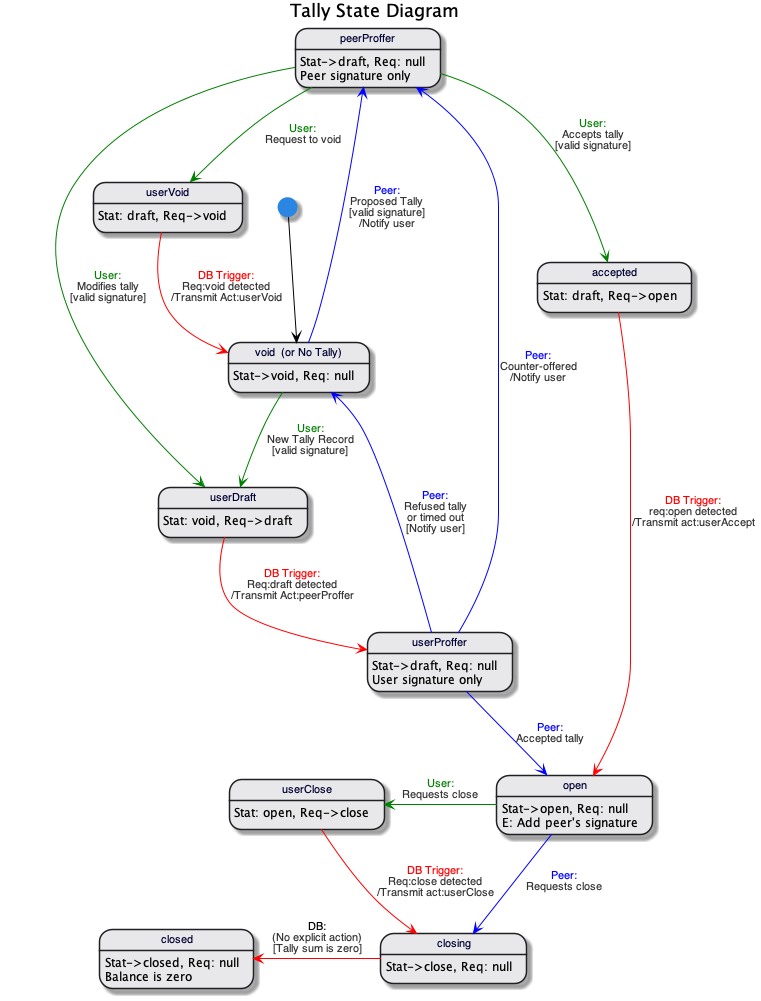 Tally State Diagram
peerProffer
Stat->draft, Req: null
Peer signature only
User:
Request to void
User:
Accepts tally
[valid signature]
userVoid
Stat: draft, Req->void
Peer:
Proposed Tally
[valid signature]
/Notify user
User:
Modifies tally
[valid signature]
DB Trigger:
Req:void detected
/Transmit Act:userVoid
accepted
Stat: draft, Req->open
void  (or No Tally)
Stat->void, Req: null
Peer:
Counter-offered
/Notify user
User:
New Tally Record
[valid signature]
userDraft
Stat: void, Req->draft
Peer:
Refused tally
or timed out
[Notify user]
DB Trigger:
req:open detected
/Transmit act:userAccept
DB Trigger:
Req:draft detected
/Transmit Act:peerProffer
userProffer
Stat->draft, Req: null
User signature only
Peer:
Accepted tally
userClose
Stat: open, Req->close
User:
Requests close
open
Stat->open, Req: null
E: Add peer's signature
DB Trigger:
Req:close detected
/Transmit act:userClose
Peer:
Requests close
closed
Stat->closed, Req: null
Balance is zero
DB:
(No explicit action)
[Tally sum is zero]
closing
Stat->close, Req: null